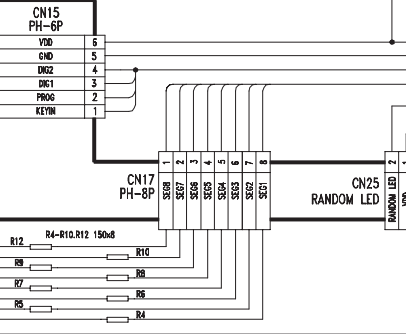 CN15
PH-6P
VDD 6
GND 5
DIG2 4
DIG1 3
PROG 2
KEYIN 1
CN17
PH-8P
1 2 3 4 5 6 7 8
SEG8 SEG7 SEG6 SEG5 SEG4 SEG3 SEG2 SEG1
CN25
RANDOM LED
2 1
RANDOM LED
VDD
R4-R10.R12 150x8
R12
R10
R9
R8
R7
R6
R5
R4